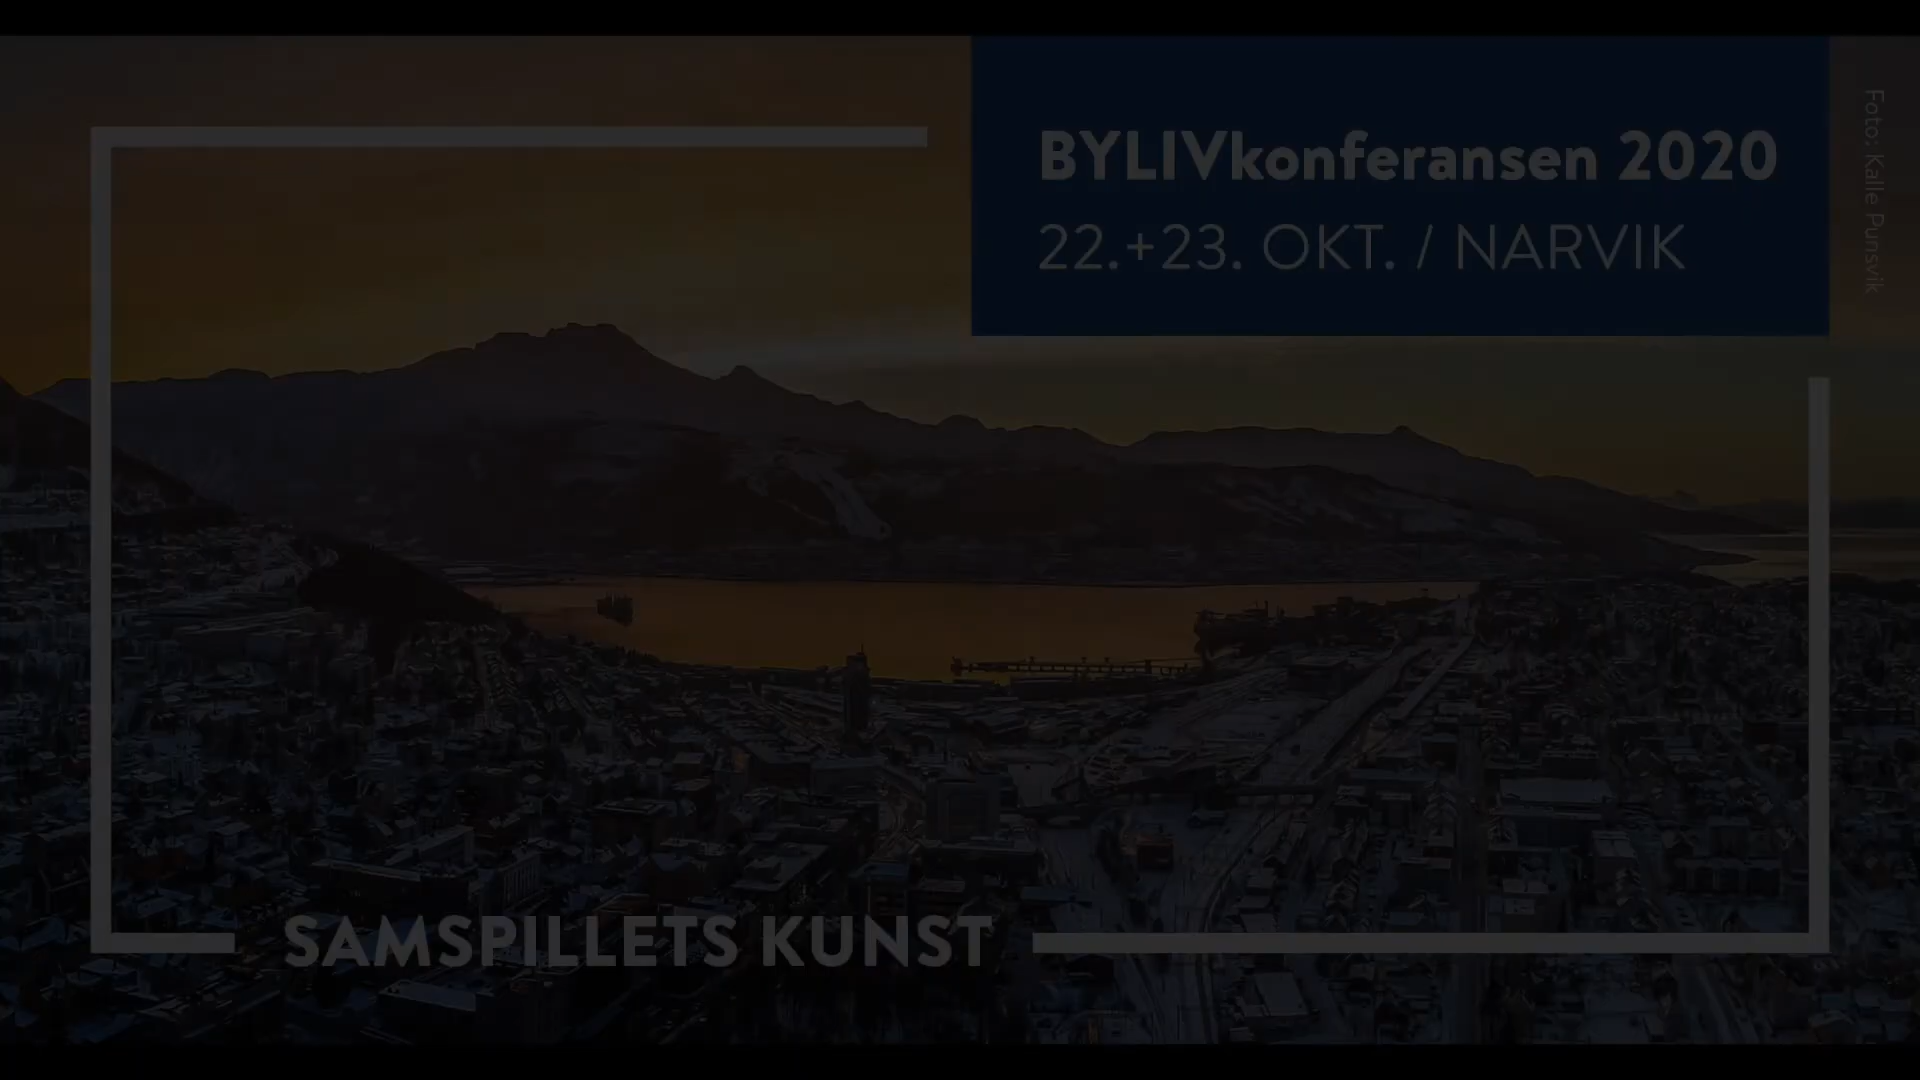 BYLIVkonferansen 2020
22.+23. OKT. / NARVIK
Foto: Kalle Punsvik
SAMSPILLETS KUNST